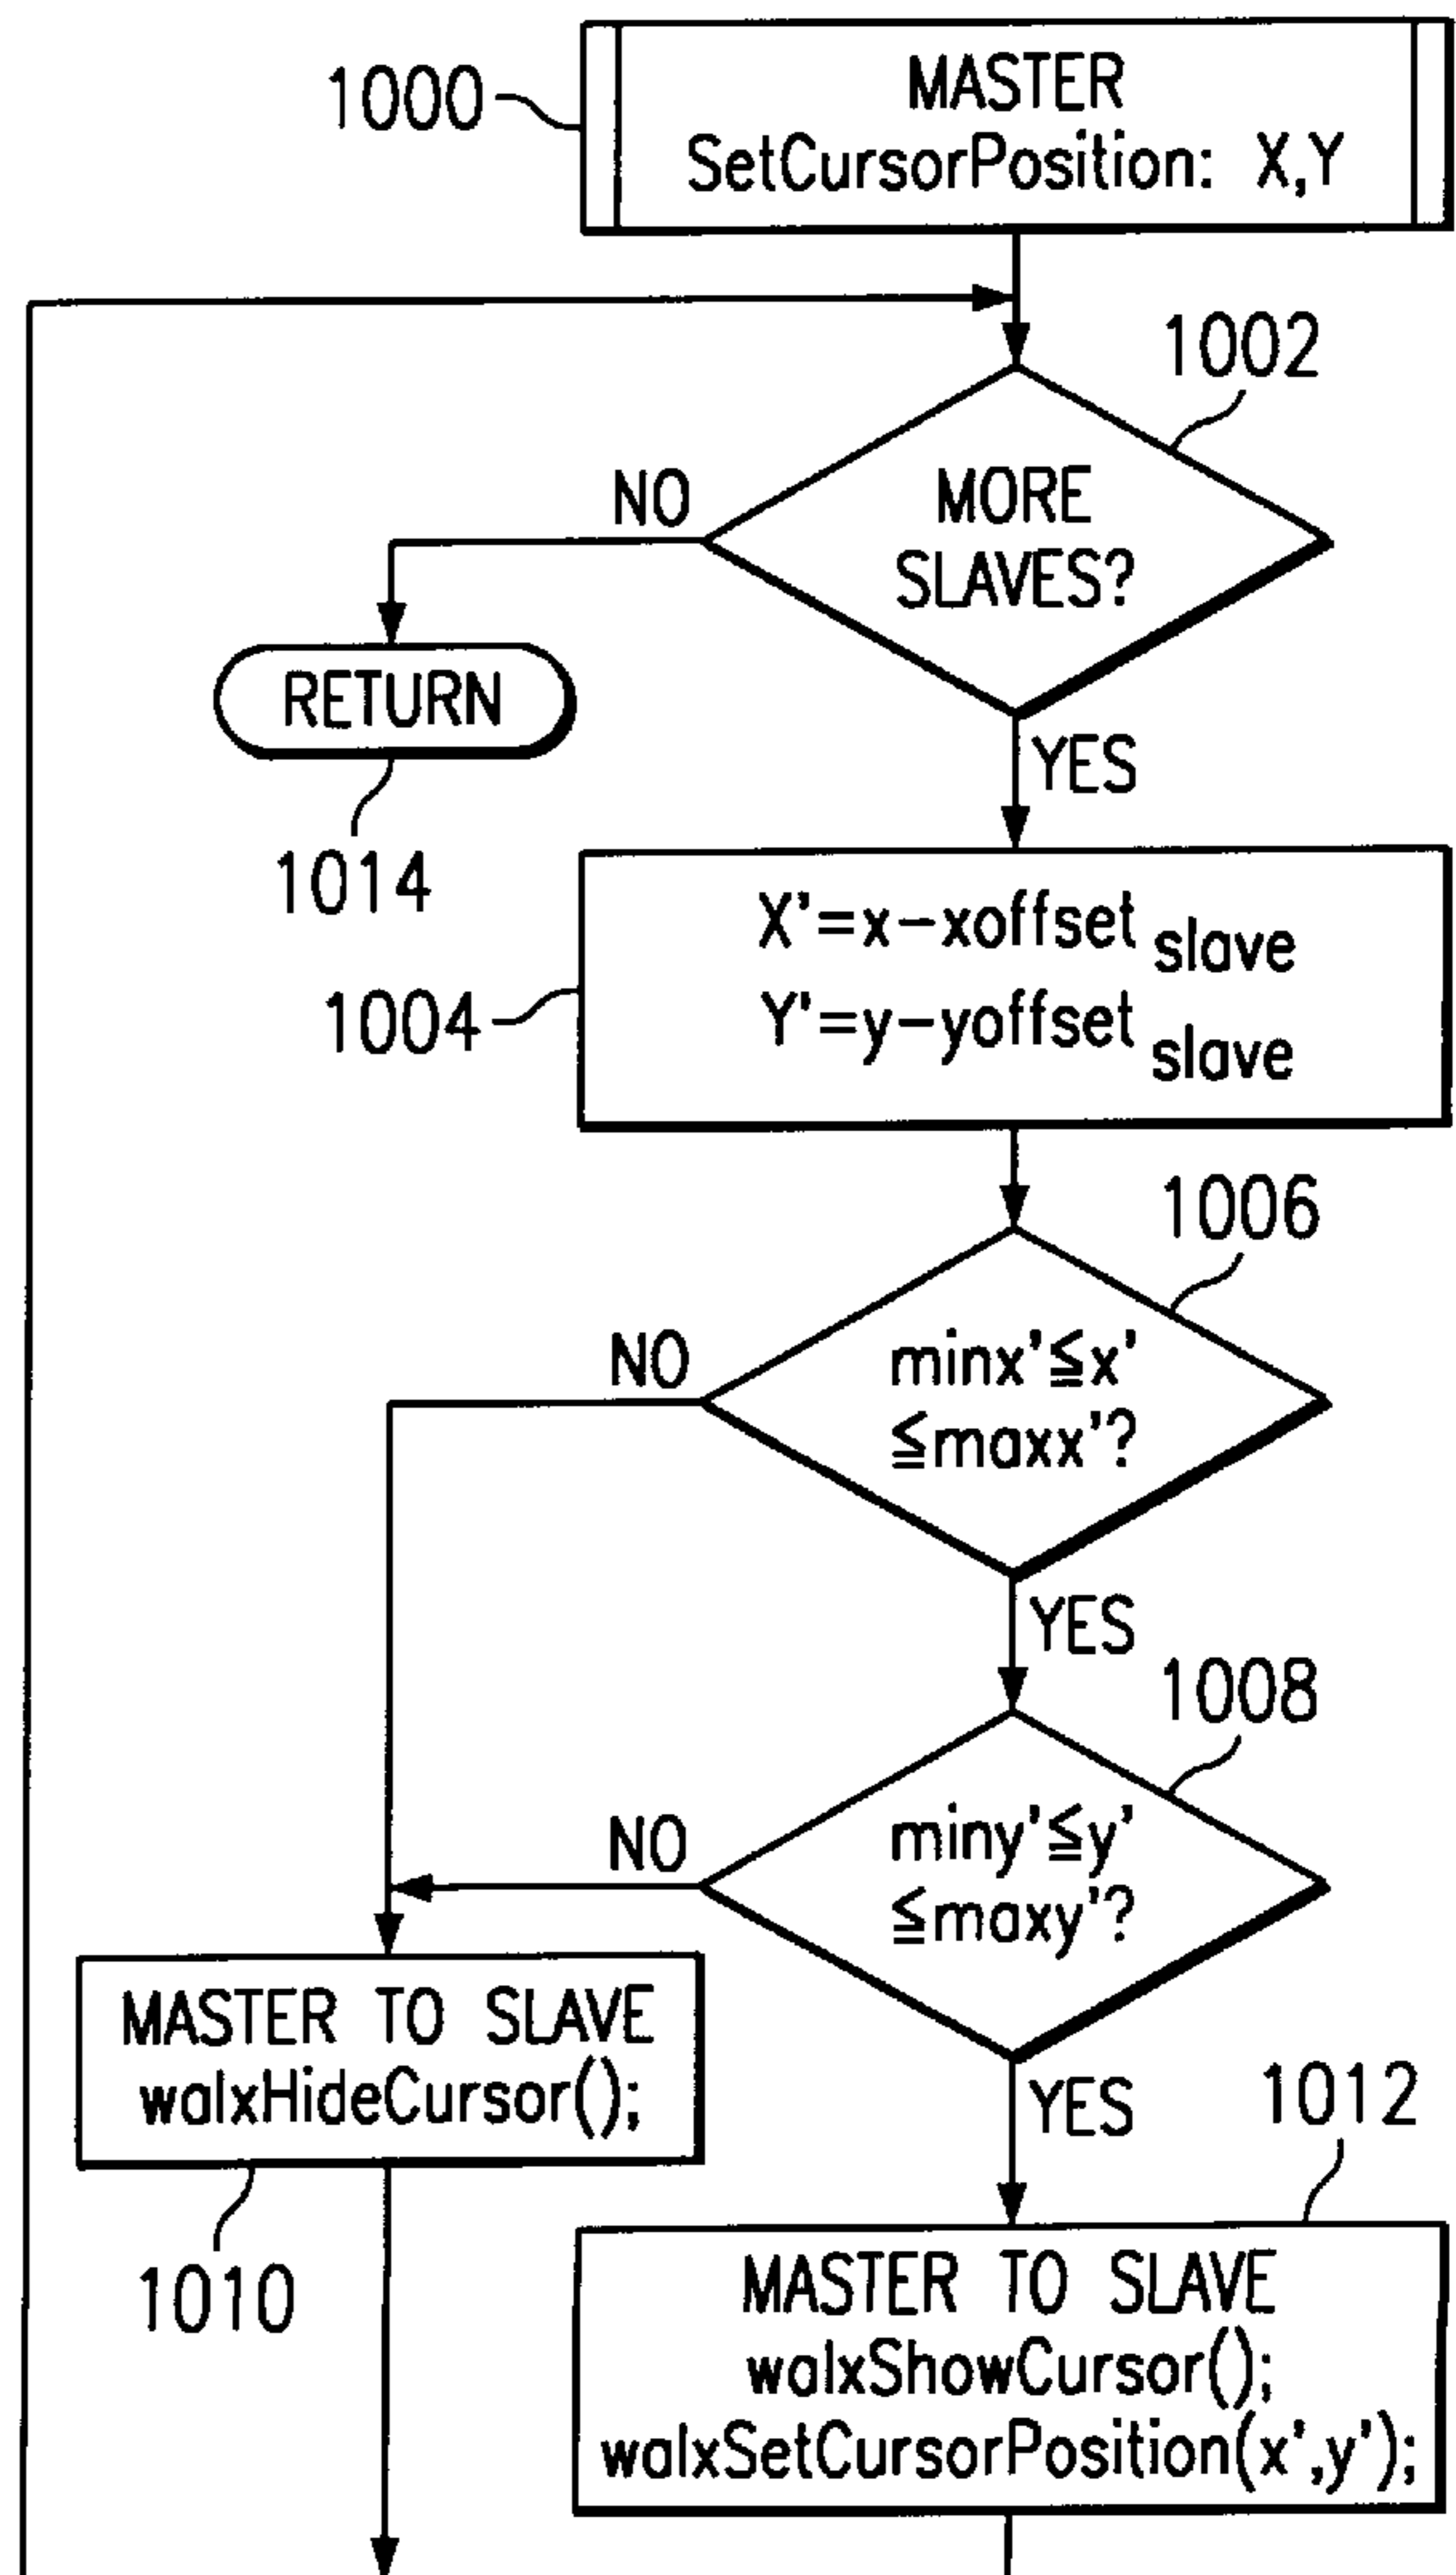 1000
MASTER
SetCursorPosition: X,Y
1002
NO
MORE
SLAVES?
RETURN
YES
1014
X'=x-xoffset slave
1004
Y'=y-yoffset slave
1006
NO
minx'≦x'
≦maxx'?
YES
1008
NO
miny'≦y'
≦maxy'?
MASTER TO SLAVE
walxHideCursor();
YES
1012
1010
MASTER TO SLAVE
walxShowCursor();
walxSetCursorPosition(x',y');